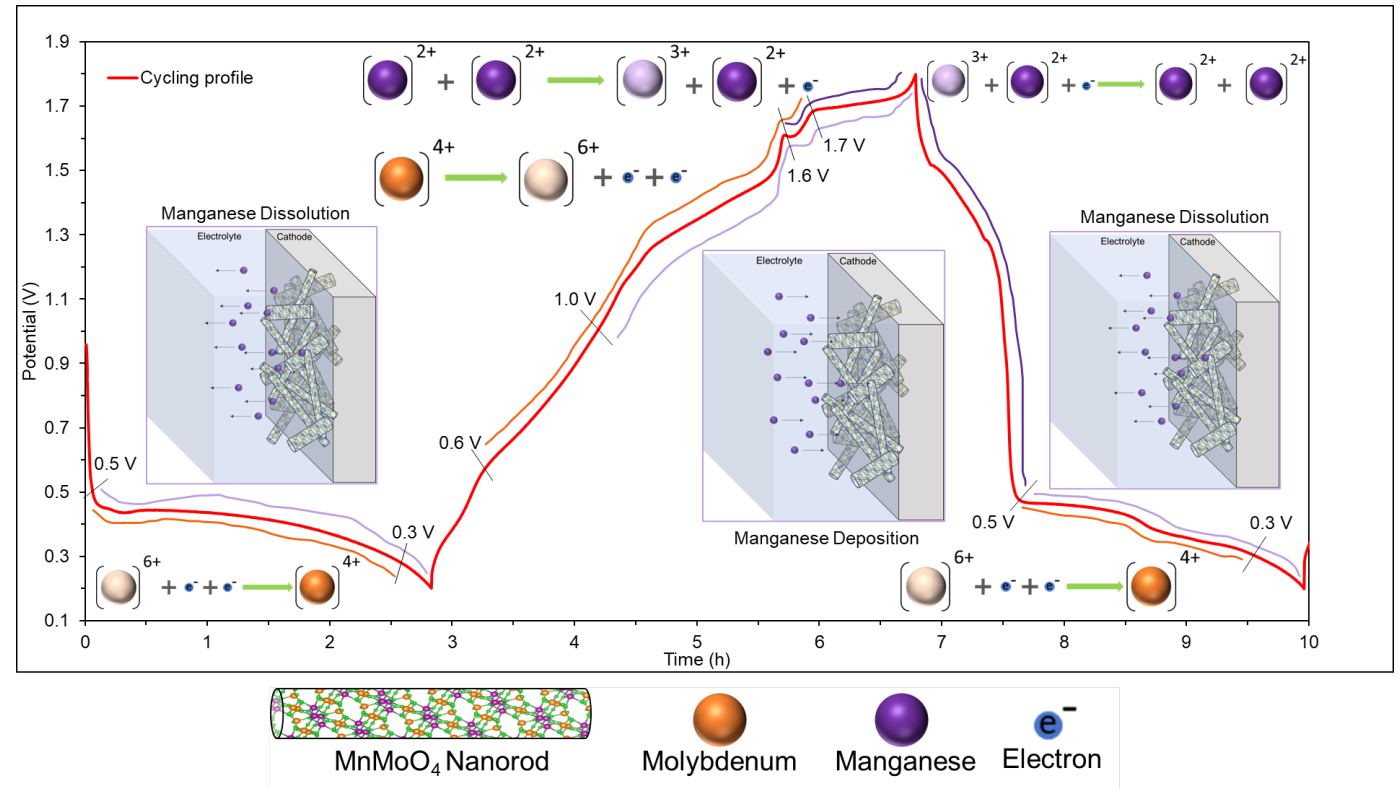 1.9
1.7
1.5
1.3
1.1
0.9
0.7
0.5
0.3
0.1
Potential (V)
Cycling profile
2+ + 2+ 3+ + 2+ + e-
3+ + 2+ + e- 2+ + 2+
4+ 6+ + e- + e-
1.7 V
1.6 V
Manganese Dissolution
Electrolyte Cathode
1.0 V
0.6 V
0.5 V
0.3 V
6+ + e- + e- 4+
Electrolyte Cathode
Manganese Deposition
Manganese Dissolution
Electrolyte Cathode
0.5 V
0.3 V
6+ + e- + e- 4+
0 1 2 3 4 5 6 7 8 9 10
Time (h)
e-
MnMoO4 Nanorod
Molybdenum
Manganese
Electron